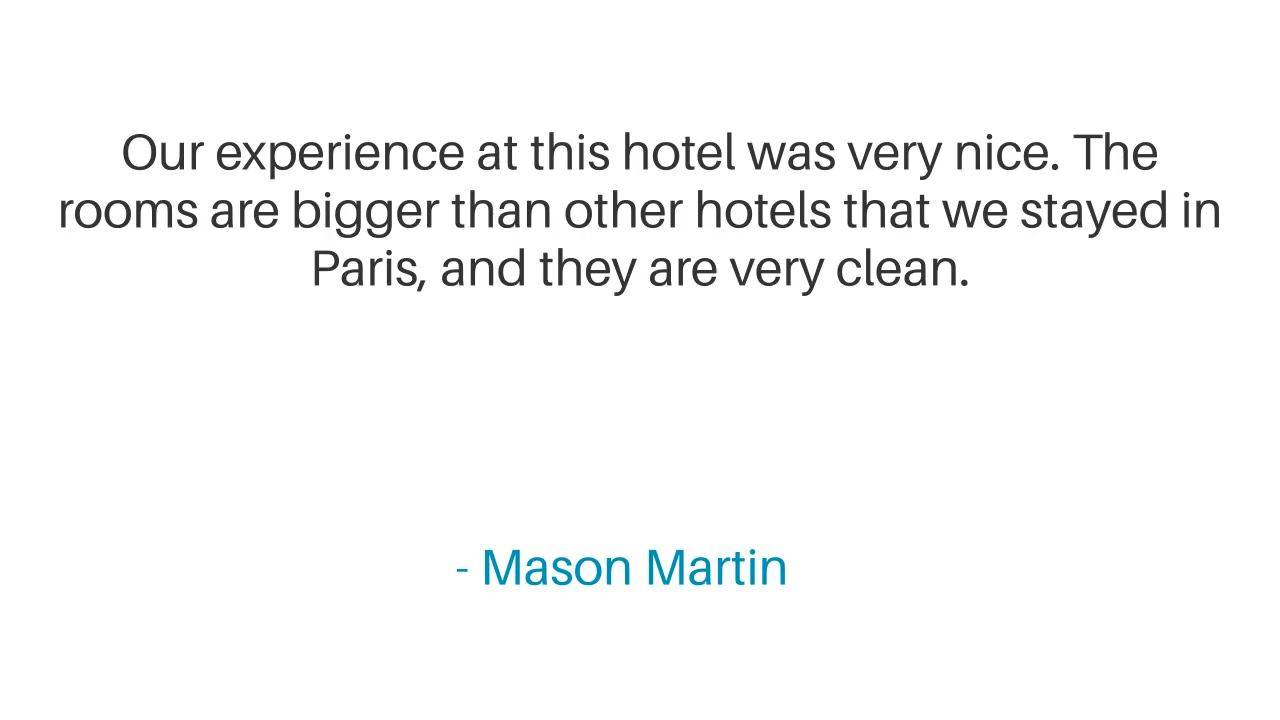 Our experience at this hotel was very nice. The
rooms are bigger than other hotels that we stayed in
Paris, and they are very clean.
- Mason Martin